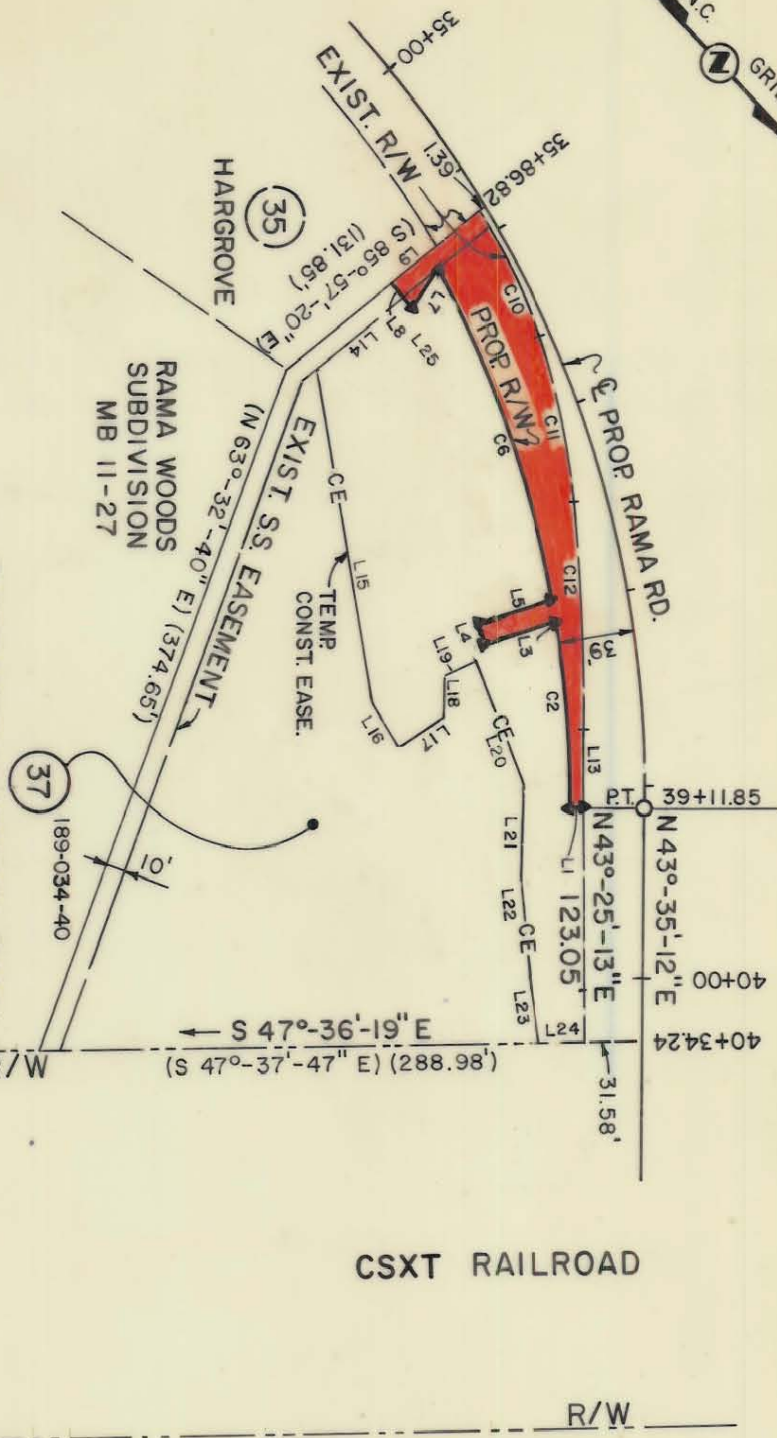 N.C.
GRID
35+00
EXIST. R/W
1.39'
35+86.82
35
HARGROVE
(S 85°-57'-20" E)
(131.85')
L9
L8
L25
L7
L14
C10
PROP. R/W
C11
C6
℄ PROP. RAMA RD.
C12
36'
L5
L4
L3
C2
L13
RAMA WOODS
SUBDIVISION
MB 11-27
(N 63°-32'-40" E) (374.65')
EXIST. S.S. EASEMENT
CE
L15
TEMP.
CONST. EASE.
L16
L17
L18
L19
CE
L20
L21
L22
CE
L23
L24
L1
P.T. 39+11.85
N 43°-25'-13" E
123.05
N 43°-35'-12" E
40+00
40+34.24
31.58'
37
189-034-40
10'
S 47°-36'-19" E
(S 47°-37'-47" E) (288.98')
/W
CSXT RAILROAD
R/W